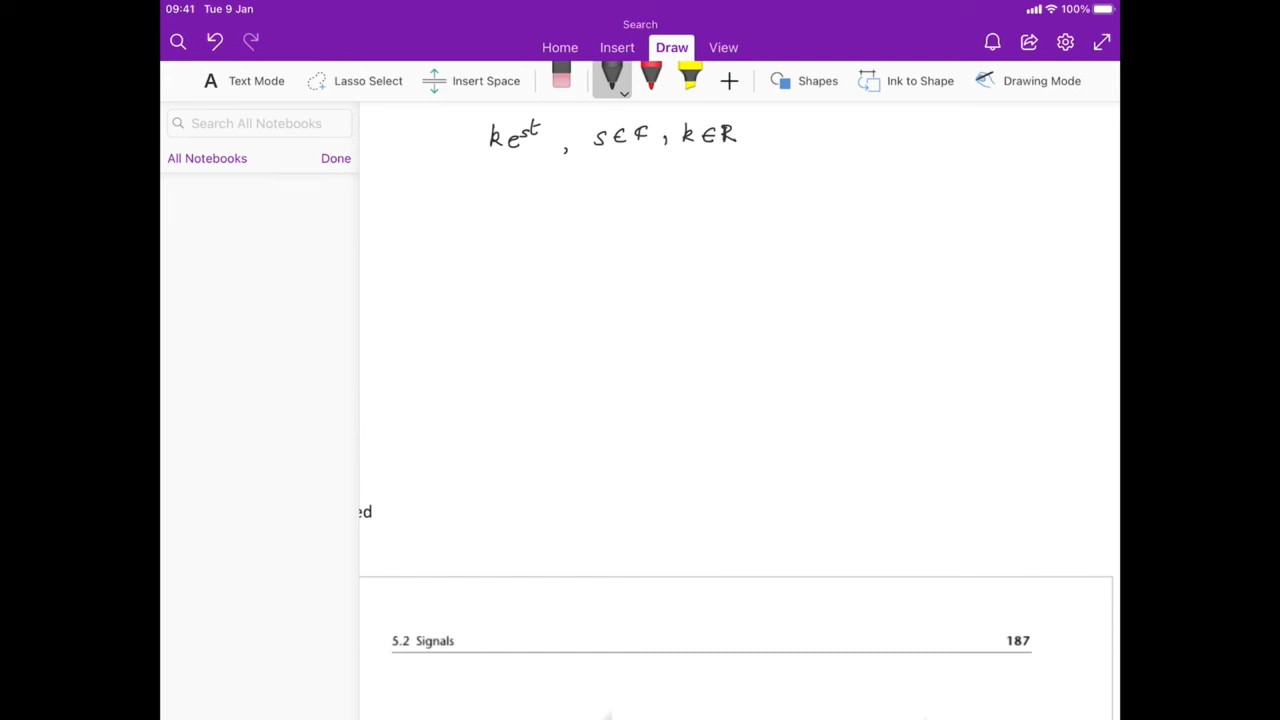 09:41 Tue 9 Jan
100%
Search
Home Insert Draw View
A Text Mode Lasso Select Insert Space Shapes Ink to Shape Drawing Mode
Search All Notebooks
All Notebooks Done
k e^st , s ∈ ₵ , k ∈ ℝ
ed
5.2 Signals 187